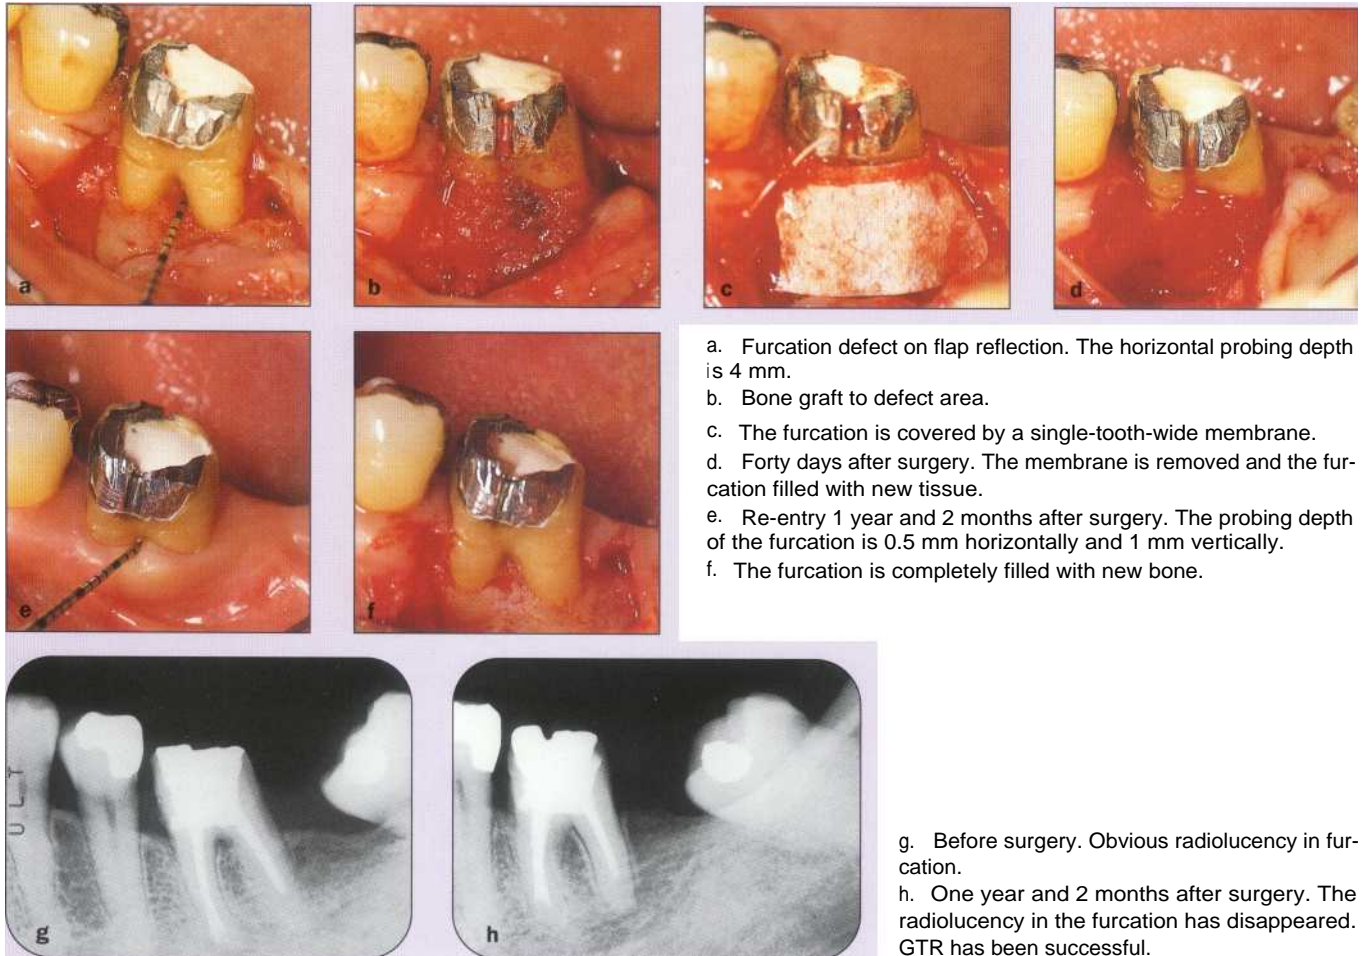 a
b
c
d
e
f
a. Furcation defect on flap reflection. The horizontal probing depth
is 4 mm.
b. Bone graft to defect area.
c. The furcation is covered by a single-tooth-wide membrane.
d. Forty days after surgery. The membrane is removed and the fur-
cation filled with new tissue.
e. Re-entry 1 year and 2 months after surgery. The probing depth
of the furcation is 0.5 mm horizontally and 1 mm vertically.
f. The furcation is completely filled with new bone.
g
h
g. Before surgery. Obvious radiolucency in fur-
cation.
h. One year and 2 months after surgery. The
radiolucency in the furcation has disappeared.
GTR has been successful.